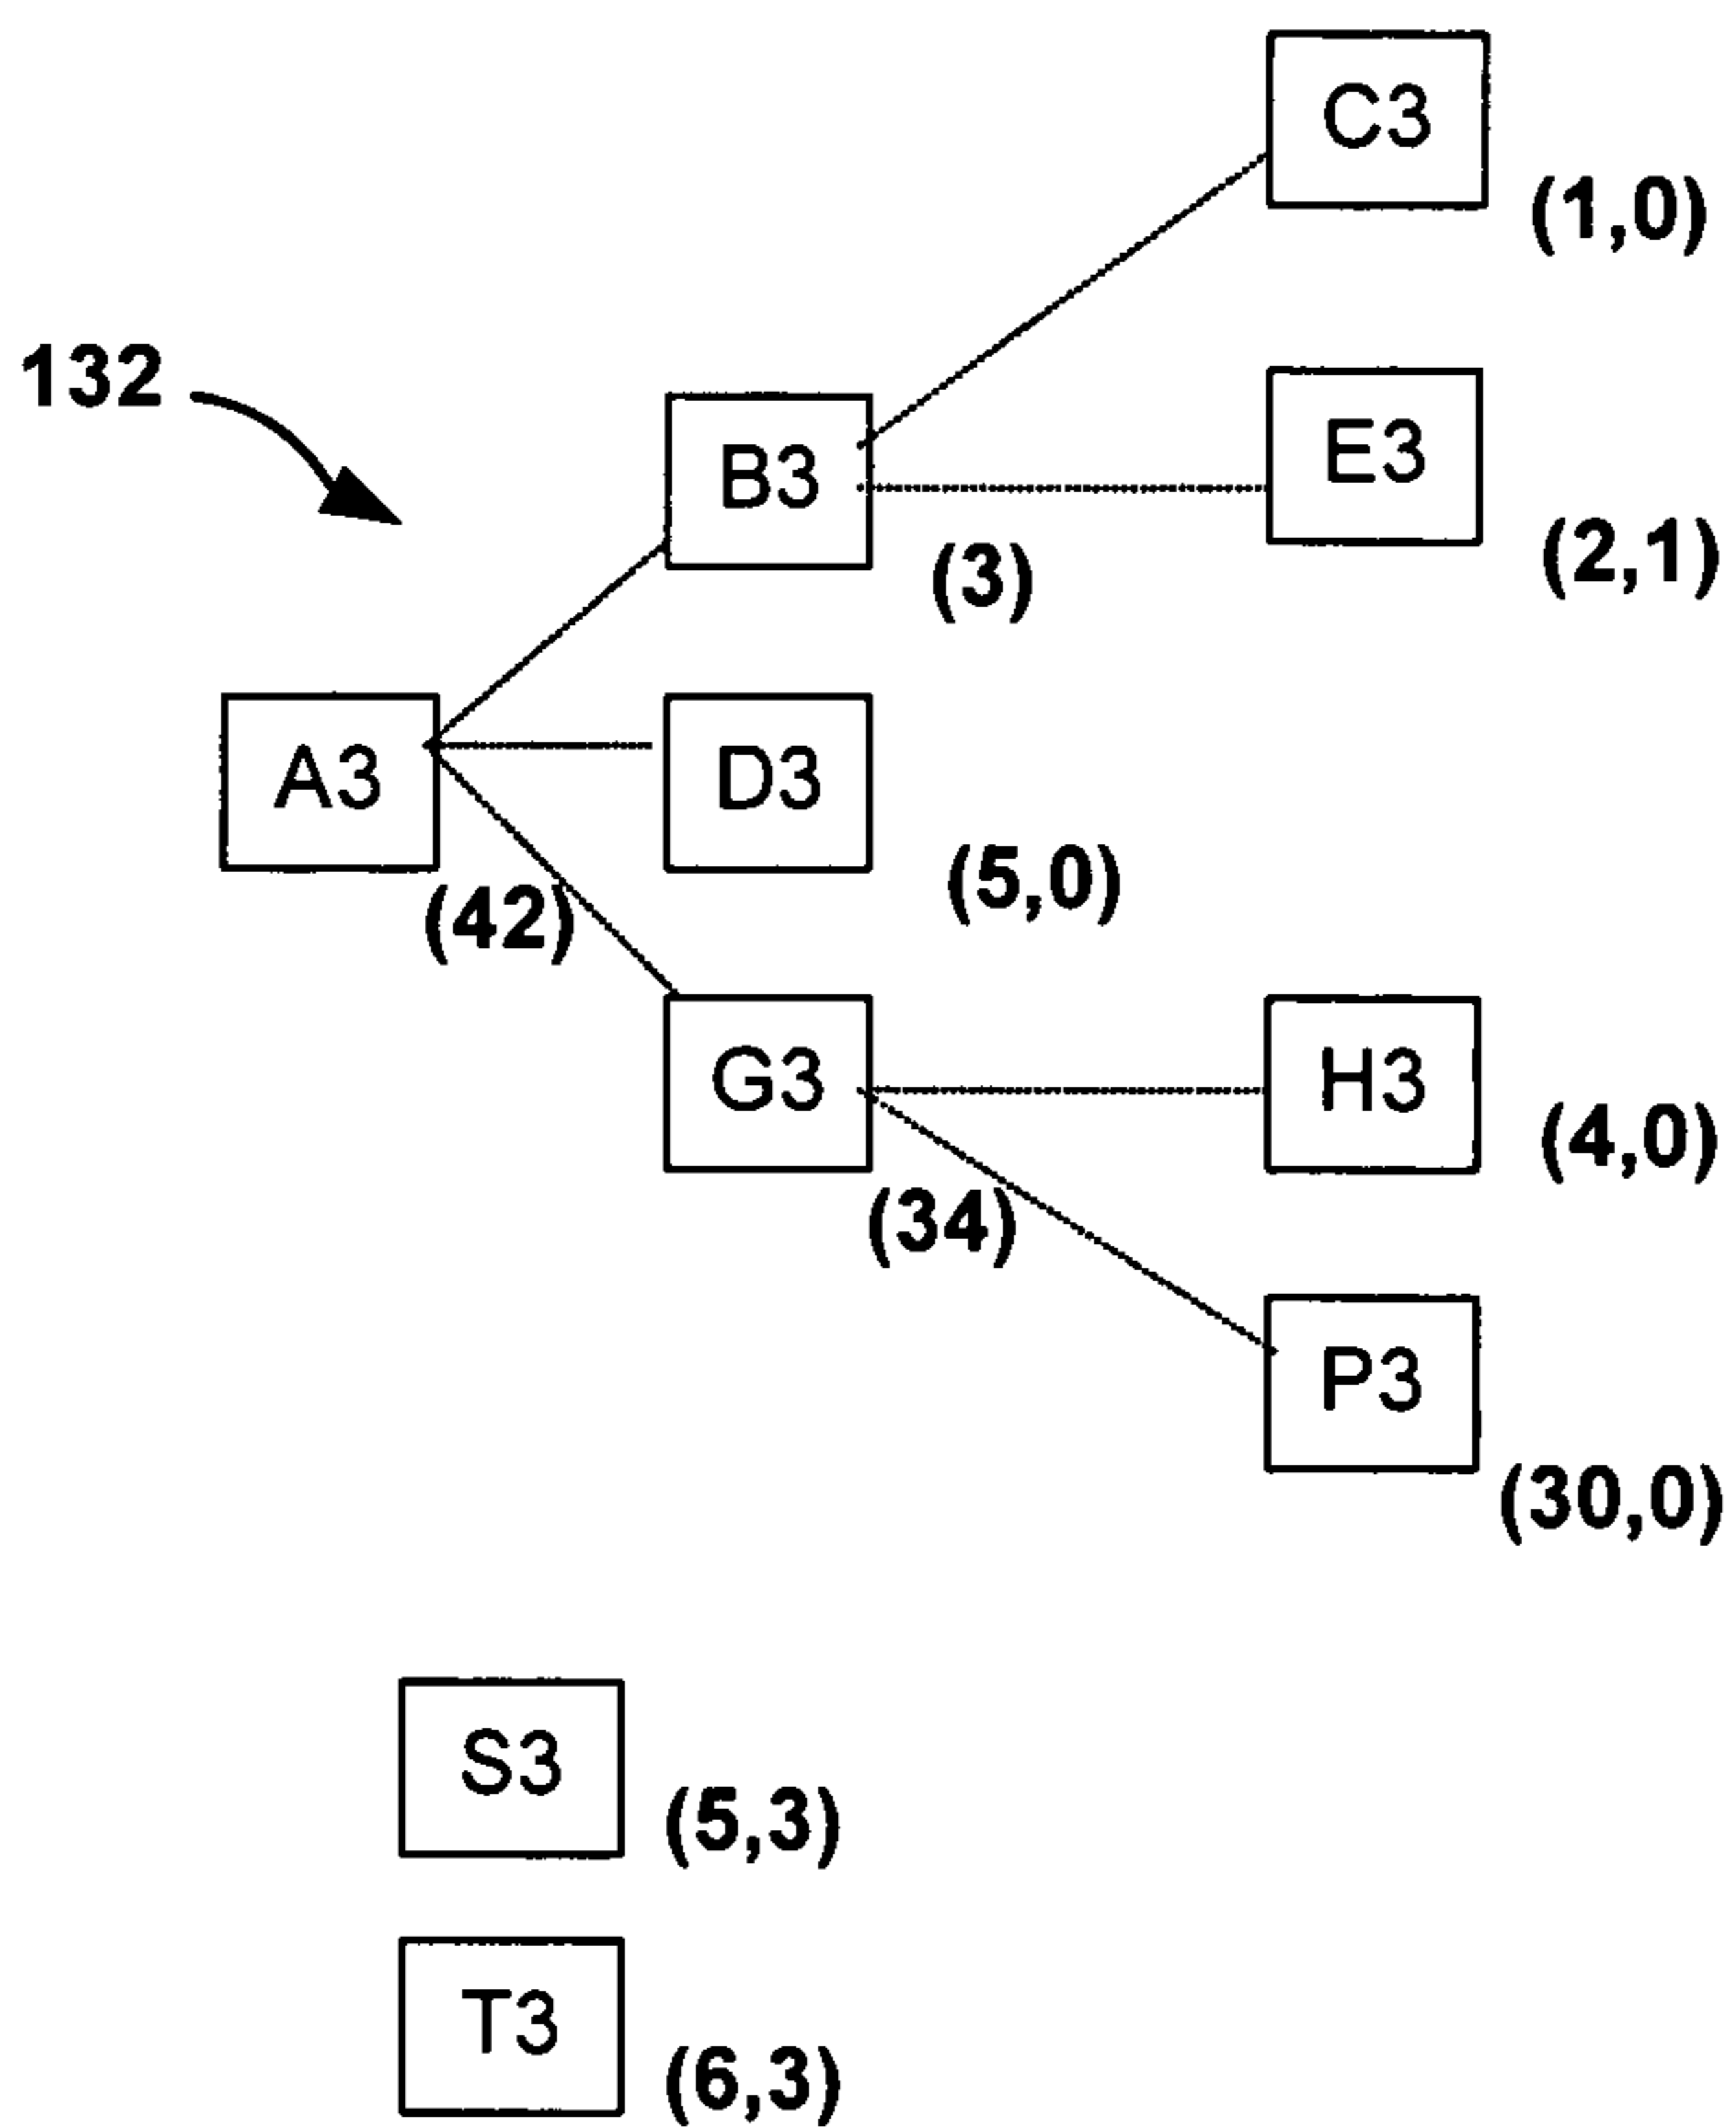 C3
(1,0)
132
E3
B3
(2,1)
(3)
A3
D3
(5,0)
(42)
G3
H3
(4,0)
(34)
P3
(30,0)
S3
(5,3)
T3
(6,3)